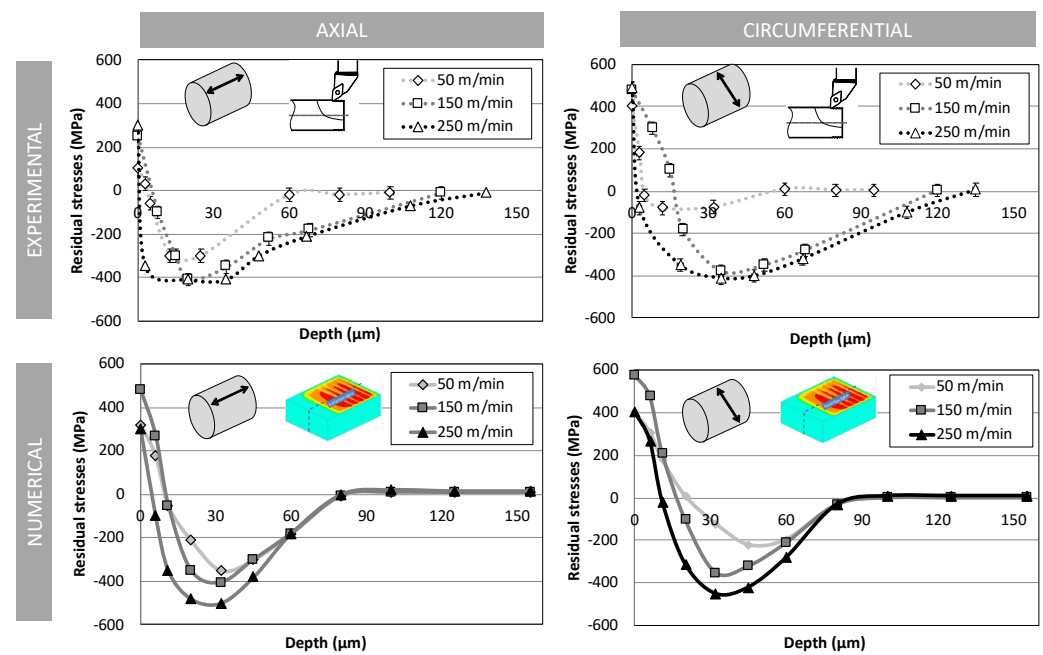 AXIAL
CIRCUMFERENTIAL
EXPERIMENTAL
Residual stresses (MPa)
600
400
200
0
-200
-400
-600
0
30
60
90
120
150
Depth (µm)
50 m/min
150 m/min
250 m/min
Residual stresses (MPa)
600
400
200
0
-200
-400
-600
0
30
60
90
120
150
Depth (µm)
50 m/min
150 m/min
250 m/min
NUMERICAL
Residual stresses (MPa)
600
400
200
0
-200
-400
-600
0
30
60
90
120
150
Depth (µm)
50 m/min
150 m/min
250 m/min
Residual stresses (MPa)
600
400
200
0
-200
-400
-600
0
30
60
90
120
150
Depth (µm)
50 m/min
150 m/min
250 m/min